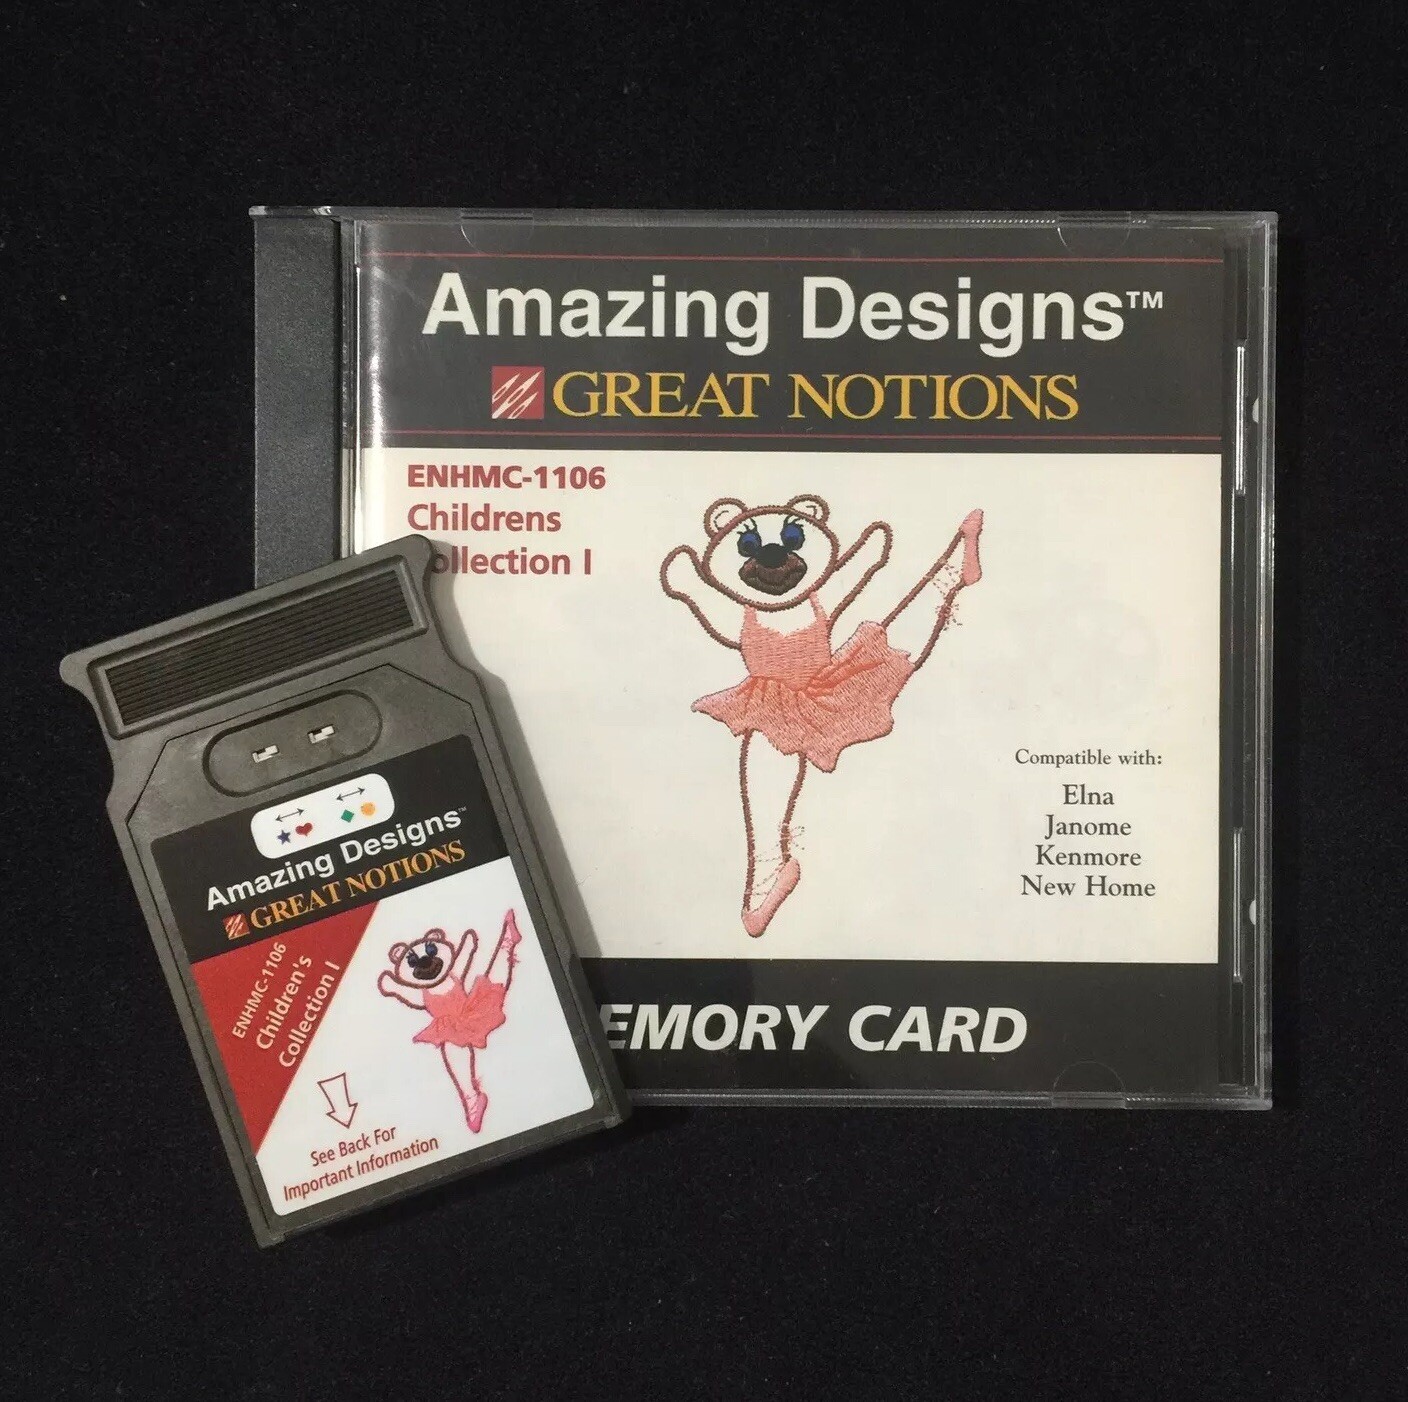 Amazing Designs™
GREAT NOTIONS
ENHMC-1106
Childrens
ollection I
Compatible with:
Elna
Janome
Kenmore
New Home
EMORY CARD
Amazing Designs™
GREAT NOTIONS
ENHMC-1106
Children's
Collection I
See Back For
Important Information